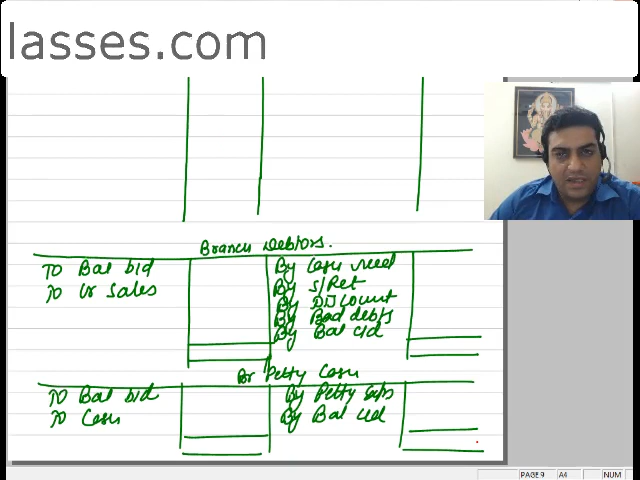 lasses.com
Branch Debtors.
To Bal b/d
By Cash recd
To Cr Sales
By S/Ret
By Discount
By Bad debts
By Bal c/d
Br Petty Cash
To Bal b/d
By Petty Exps
To Cash
By Bal c/d
PAGE 9 A4 NUM